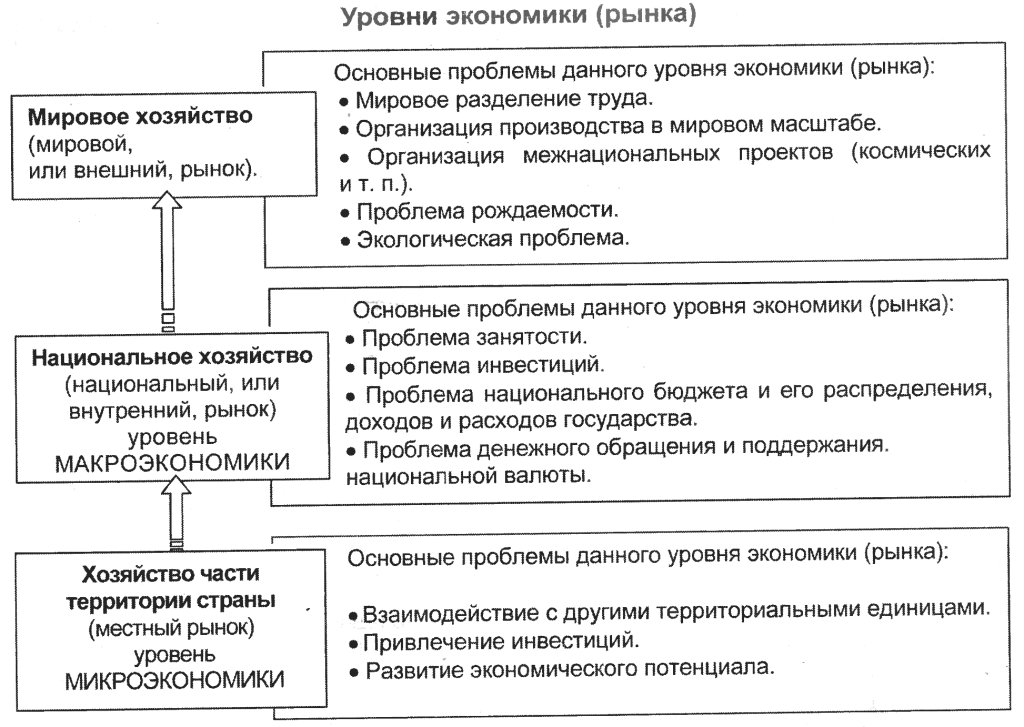 Уровни экономики (рынка)
Мировое хозяйство
(мировой,
или внешний, рынок).
Основные проблемы данного уровня экономики (рынка):
• Мировое разделение труда.
• Организация производства в мировом масштабе.
• Организация межнациональных проектов (космических
и т. п.).
• Проблема рождаемости.
• Экологическая проблема.
Национальное хозяйство
(национальный, или
внутренний, рынок)
уровень
МАКРОЭКОНОМИКИ
Основные проблемы данного уровня экономики (рынка):
• Проблема занятости.
• Проблема инвестиций.
• Проблема национального бюджета и его распределения,
доходов и расходов государства.
• Проблема денежного обращения и поддержания.
национальной валюты.
Хозяйство части
территории страны
(местный рынок)
уровень
МИКРОЭКОНОМИКИ
Основные проблемы данного уровня экономики (рынка):
• Взаимодействие с другими территориальными единицами.
• Привлечение инвестиций.
• Развитие экономического потенциала.